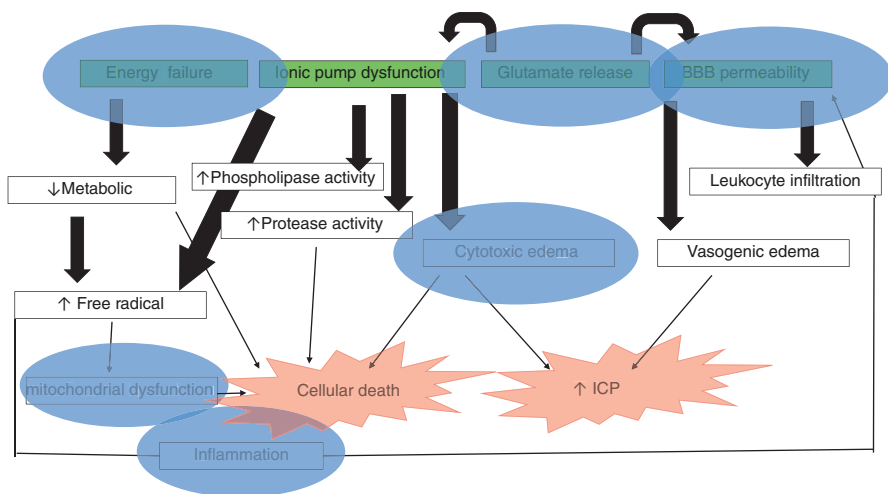 Energy failure
Ionic pump dysfunction
Glutamate release
BBB permeability
↓Metabolic
↑Phospholipase activity
Leukocyte infiltration
↑Protease activity
Cytotoxic edema
Vasogenic edema
↑ Free radical
mitochondrial dysfunction
Cellular death
↑ ICP
Inflammation